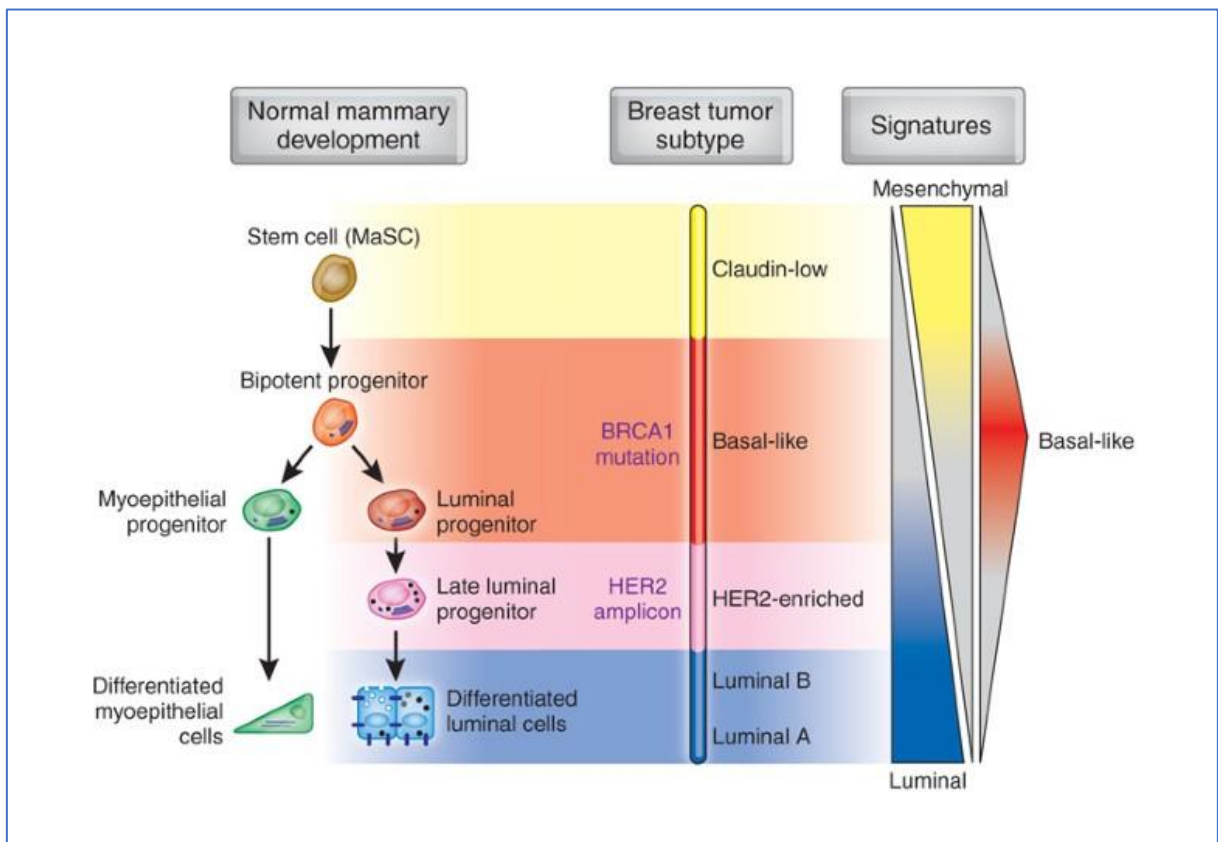 Normal mammary
development
Breast tumor
subtype
Signatures
Mesenchymal
Stem cell (MaSC)
Claudin-low
Bipotent progenitor
BRCA1
mutation
Basal-like
Basal-like
Myoepithelial
progenitor
Luminal
progenitor
Late luminal
progenitor
HER2
amplicon
HER2-enriched
Differentiated
myoepithelial
cells
Differentiated
luminal cells
Luminal B
Luminal A
Luminal